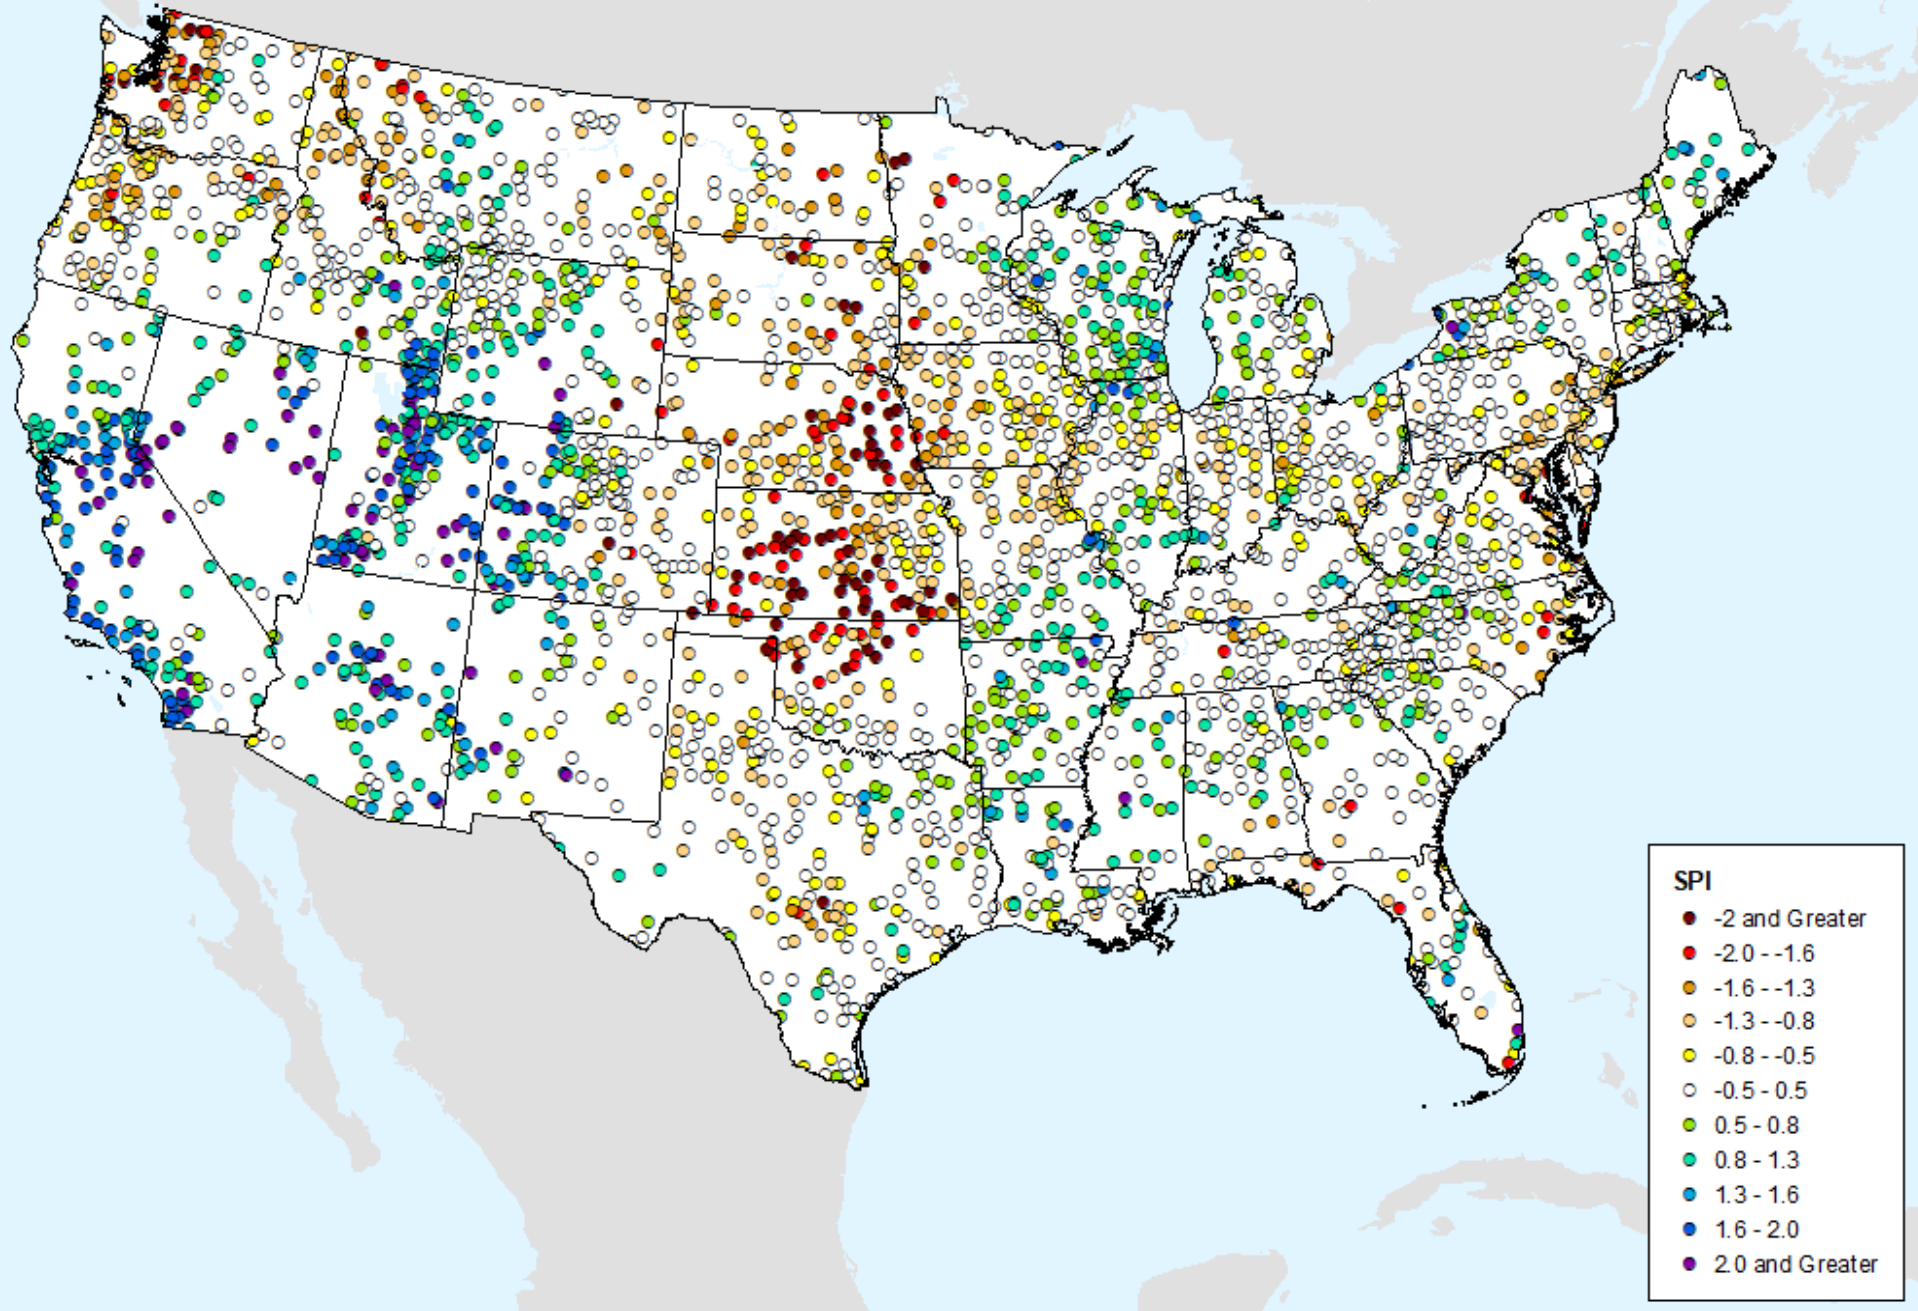 SPI
-2 and Greater
-2.0 - -1.6
-1.6 - -1.3
-1.3 - -0.8
-0.8 - -0.5
-0.5 - 0.5
0.5 - 0.8
0.8 - 1.3
1.3 - 1.6
1.6 - 2.0
2.0 and Greater